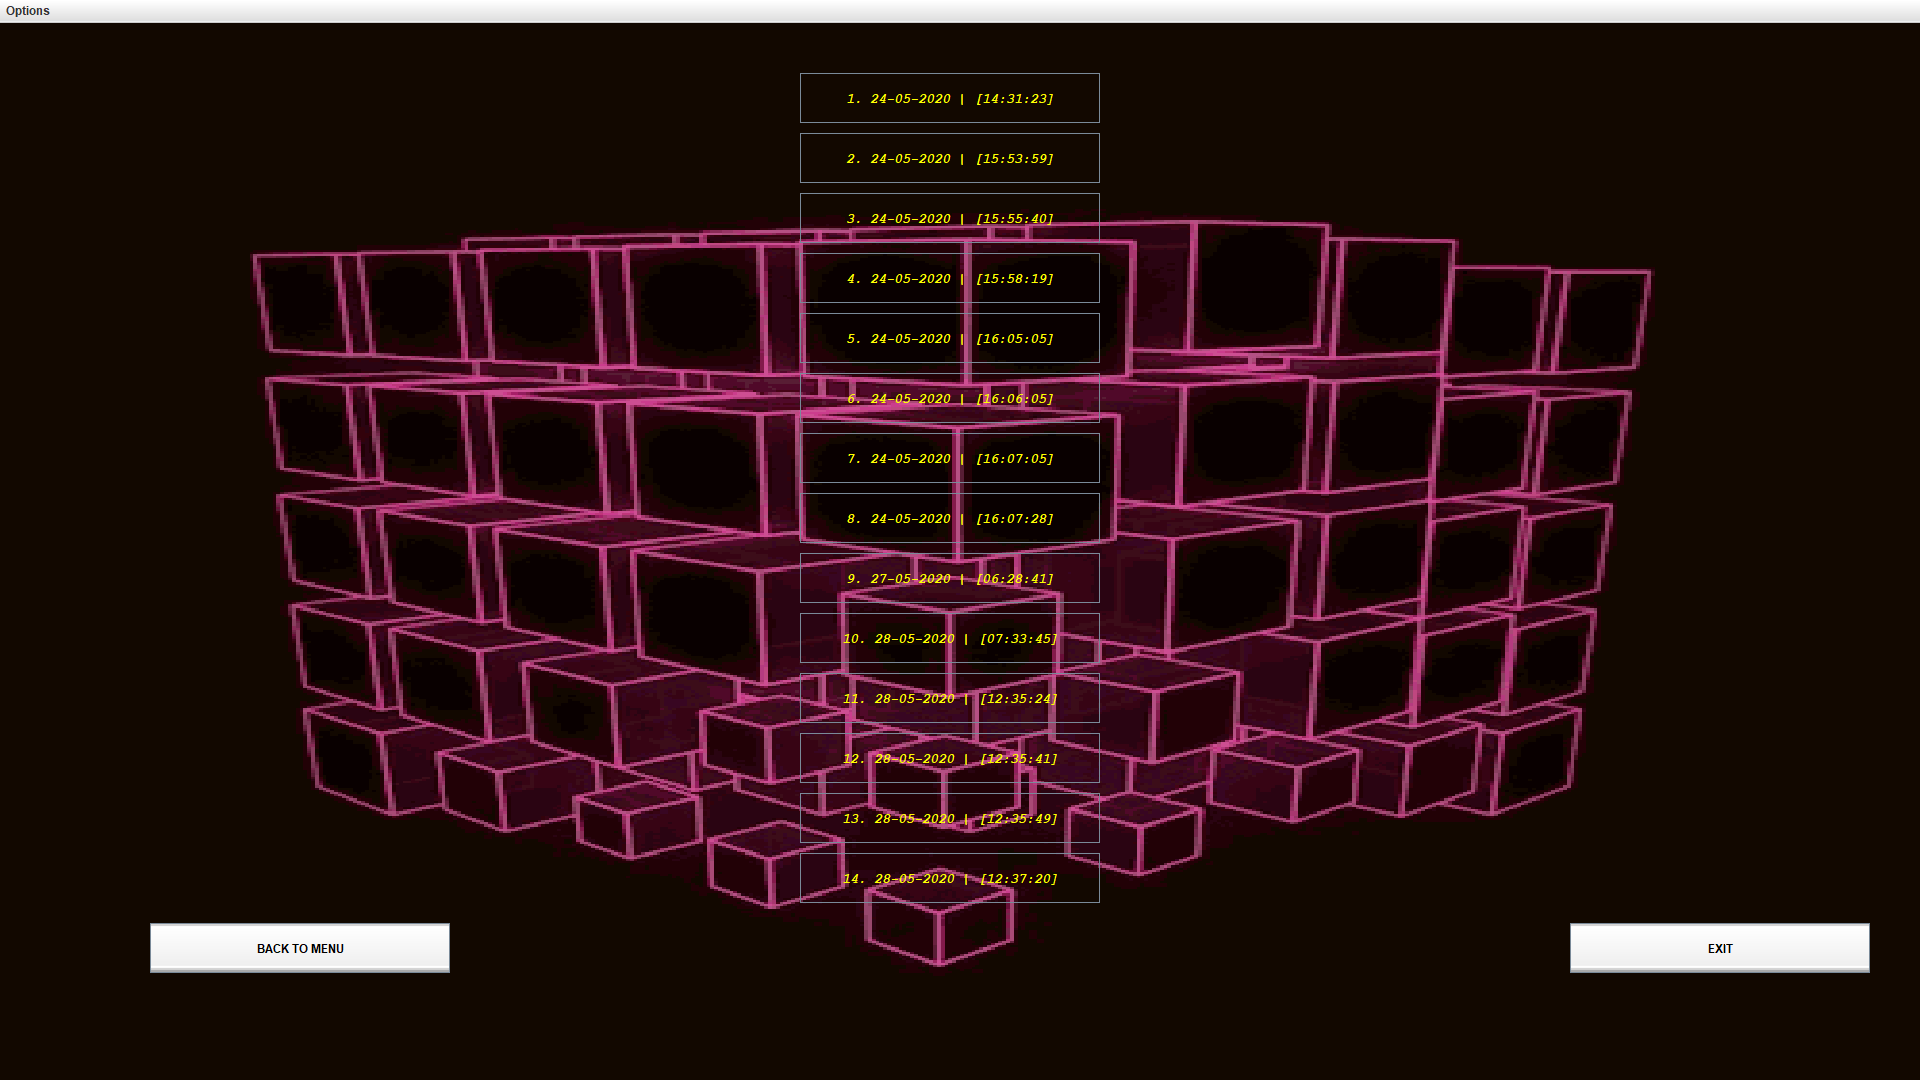 Options
1. 24-05-2020 | [14:31:23]
2. 24-05-2020 | [15:53:59]
3. 24-05-2020 | [15:55:40]
4. 24-05-2020 | [15:58:19]
5. 24-05-2020 | [16:05:05]
6. 24-05-2020 | [16:06:05]
7. 24-05-2020 | [16:07:05]
8. 24-05-2020 | [16:07:28]
9. 27-05-2020 | [06:28:41]
10. 28-05-2020 | [07:33:45]
11. 28-05-2020 | [12:35:24]
12. 28-05-2020 | [12:35:41]
13. 28-05-2020 | [12:35:49]
14. 28-05-2020 | [12:37:20]
BACK TO MENU
EXIT